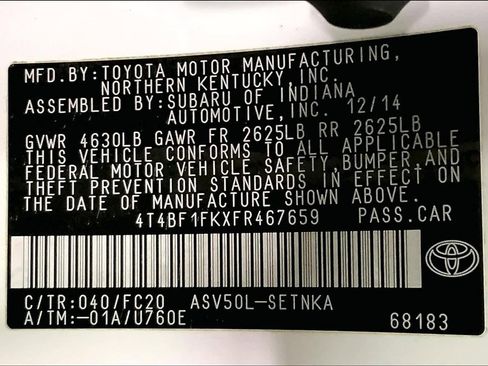 MFD.BY:TOYOTA MOTOR MANUFACTURING,
NORTHERN KENTUCKY,INC.
ASSEMBLED BY:SUBARU OF INDIANA
AUTOMOTIVE,INC. 12/14
GVWR 4630LB GAWR FR 2625LB RR 2625LB
THIS VEHICLE CONFORMS TO ALL APPLICABLE
FEDERAL MOTOR VEHICLE SAFETY,BUMPER,AND
THEFT PREVENTION STANDARDS IN EFFECT ON
THE DATE OF MANUFACTURE SHOWN ABOVE.
4T4BF1FKXFR467659 PASS.CAR
C/TR:040/FC20 ASV50L-SETNKA
A/TM:-01A/U760E
68183